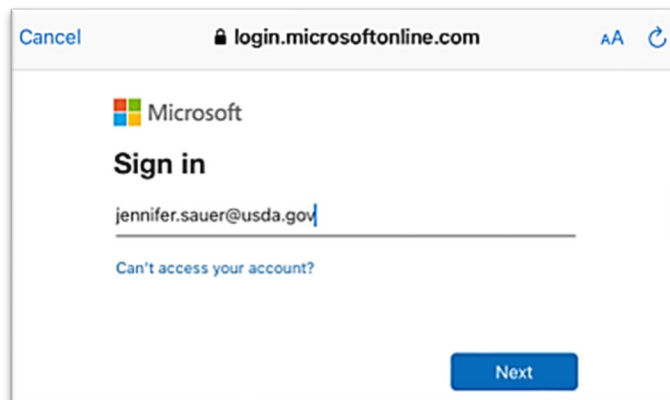 Cancel login.microsoftonline.com AA
Microsoft
Sign in
jennifer.sauer@usda.gov
Can't access your account?
Next